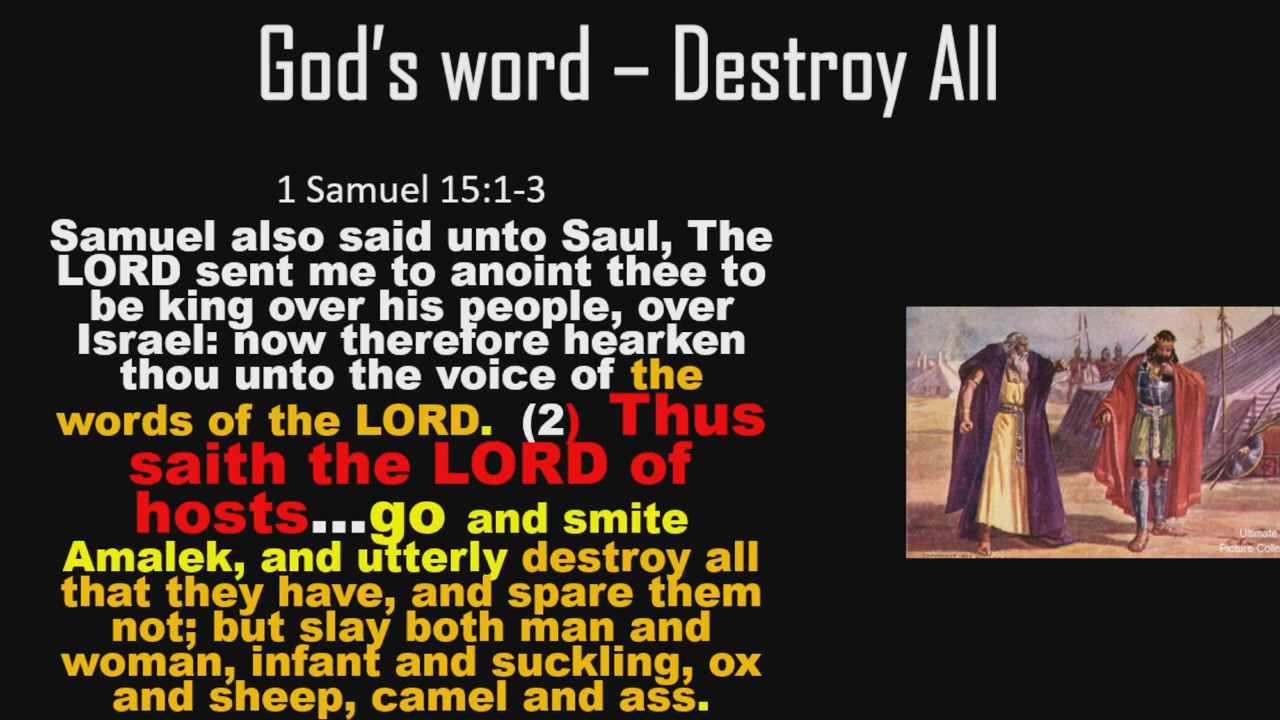 God's word – Destroy All
1 Samuel 15:1-3
Samuel also said unto Saul, The
LORD sent me to anoint thee to
be king over his people, over
Israel: now therefore hearken
thou unto the voice of the
words of the LORD. (2) Thus
saith the LORD of
hosts...go and smite
Amalek, and utterly destroy all
that they have, and spare them
not; but slay both man and
woman, infant and suckling, ox
and sheep, camel and ass.
Ultimate
Picture